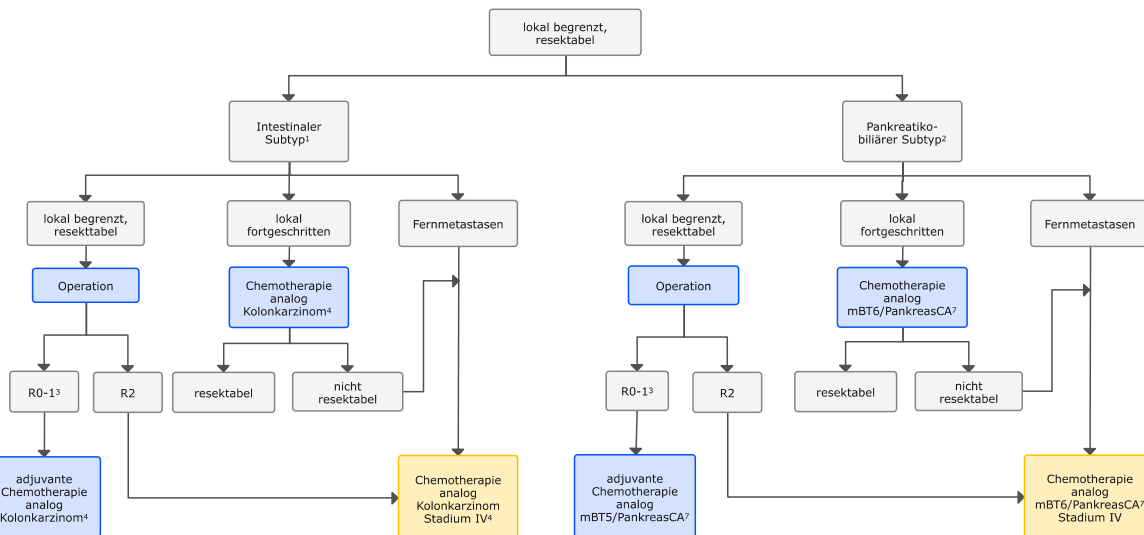 lokal begrenzt,
resektabel
Intestinaler
Subtyp¹
Pankreatiko-
biliärer Subtyp²
lokal begrenzt,
resekttabel
lokal
fortgeschritten
Fernmetastasen
lokal begrenzt,
resektabel
lokal
fortgeschritten
Fernmetastasen
Operation
Chemotherapie
analog
Kolonkarzinom⁴
Operation
Chemotherapie
analog
mBT6/PankreasCA⁷
R0-1³
R2
resektabel
nicht
resektabel
R0-1³
R2
resektabel
nicht
resektabel
adjuvante
Chemotherapie
analog
Kolonkarzinom⁴
Chemotherapie
analog
Kolonkarzinom
Stadium IV⁴
adjuvante
Chemotherapie
analog
mBT5/PankreasCA⁷
Chemotherapie
analog
mBT6/PankreasCA⁷
Stadium IV